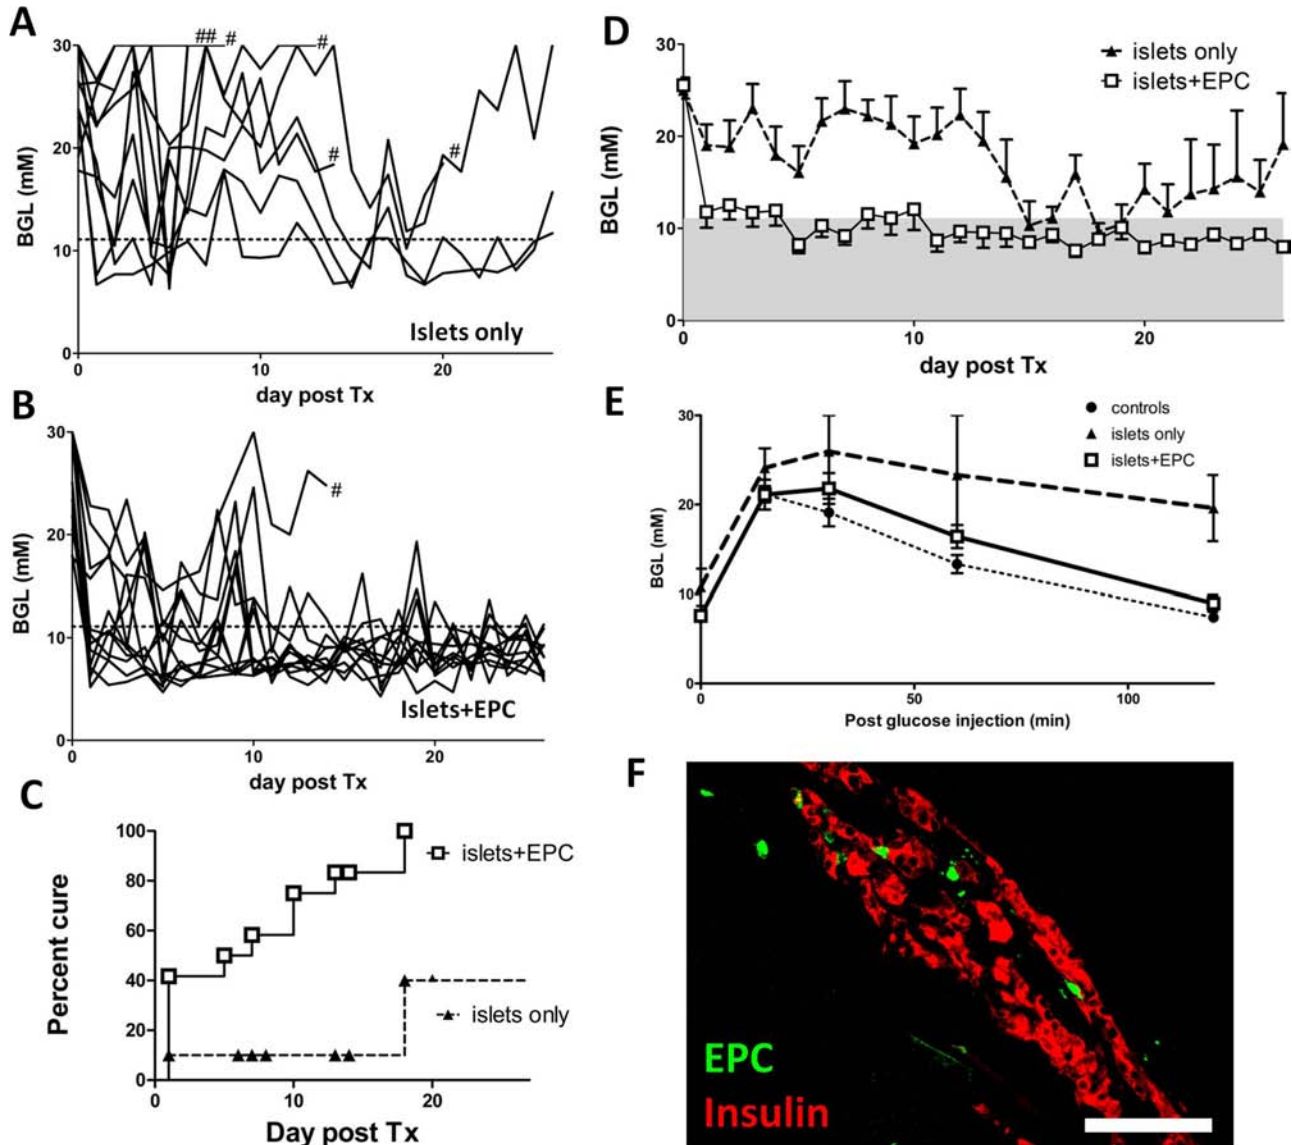 A
30
20
10
0
BGL (mM)
##
#
#
#
#
Islets only
0
10
20
day post Tx
B
30
20
10
0
BGL (mM)
#
Islets+EPC
0
10
20
day post Tx
C
100
80
60
40
20
0
Percent cure
islets+EPC
islets only
0
10
20
Day post Tx
D
30
20
10
0
BGL (mM)
islets only
islets+EPC
0
10
20
day post Tx
E
30
20
10
0
BGL (mM)
controls
islets only
islets+EPC
0
50
100
Post glucose injection (min)
F
EPC
Insulin